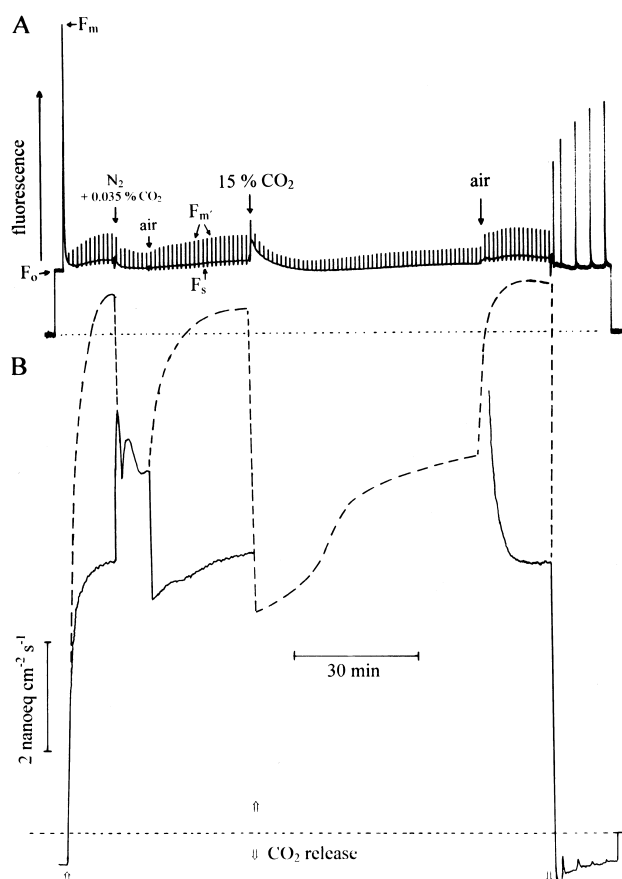 A
Fm
fluorescence
N2
+ 0.035 % CO2
air
Fm'
15 % CO2
air
Fo
Fs
B
30 min
2 nanoeq cm-2 s-1
⇑
⇓ CO2 release
⇑
⇓